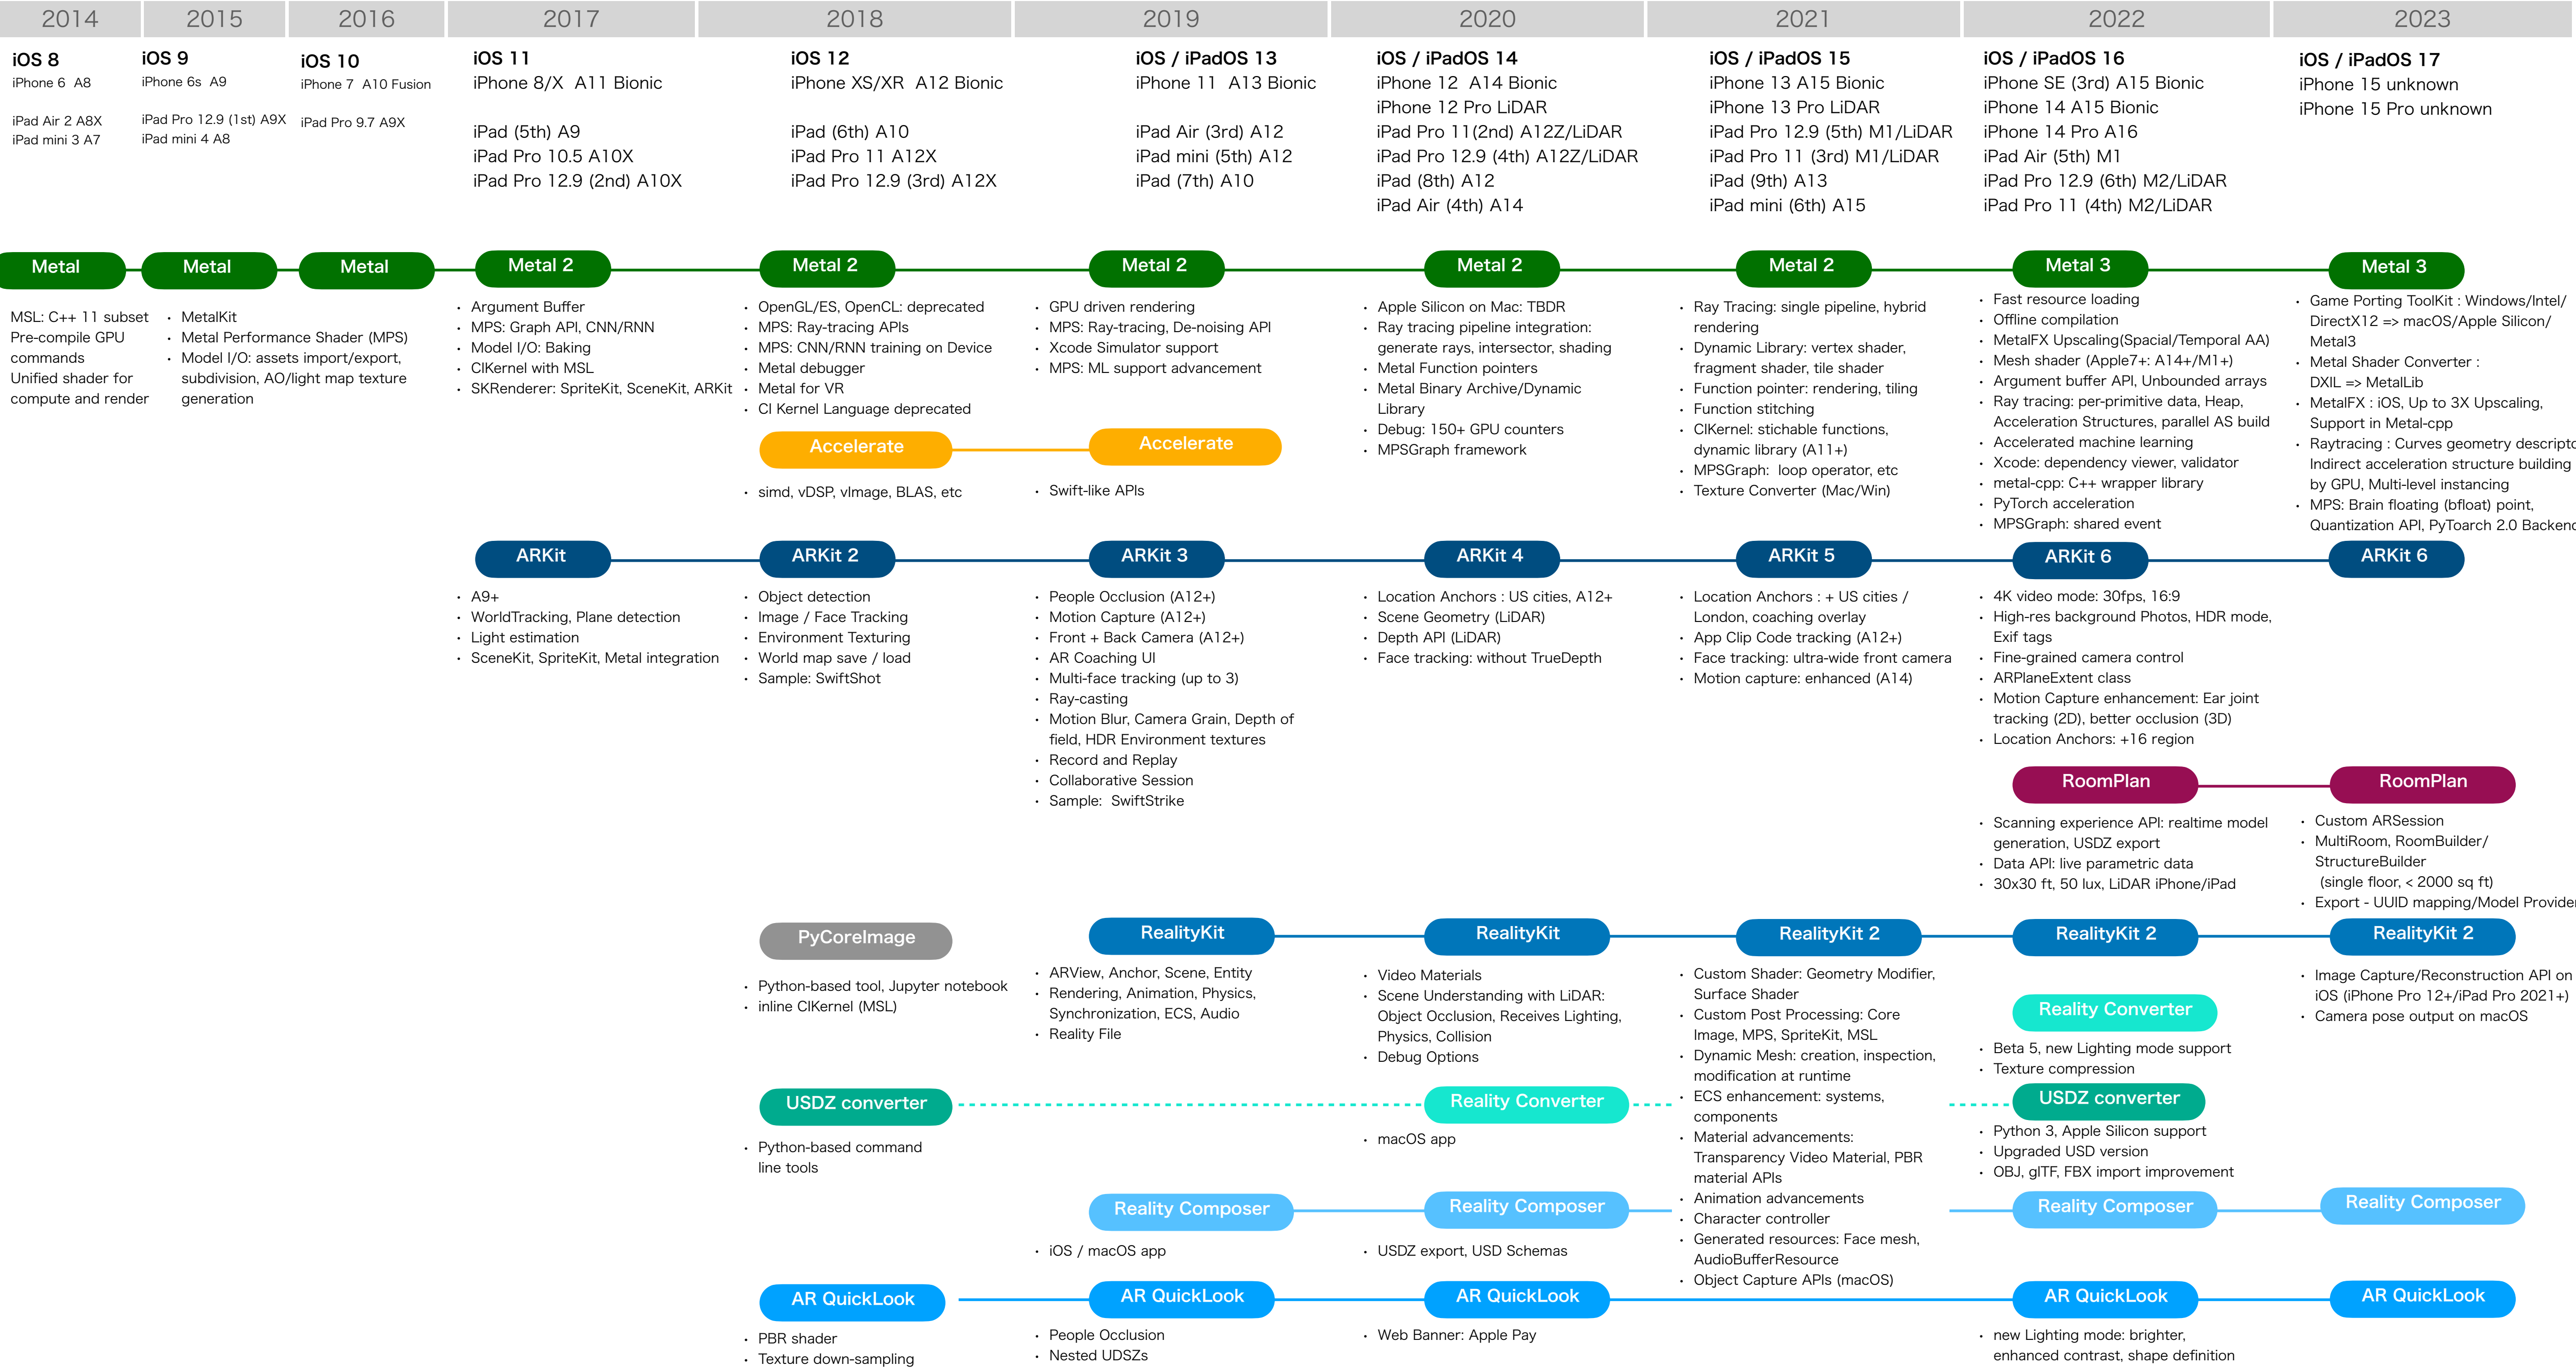 2014
2015
2016
2017
2018
2019
2020
2021
2022
2023
iOS 8
iPhone 6 A8
iPad Air 2 A8X
iPad mini 3 A7
iOS 9
iPhone 6s A9
iPad Pro 12.9 (1st) A9X
iPad mini 4 A8
iOS 10
iPhone 7 A10 Fusion
iPad Pro 9.7 A9X
iOS 11
iPhone 8/X A11 Bionic
iPad (5th) A9
iPad Pro 10.5 A10X
iPad Pro 12.9 (2nd) A10X
iOS 12
iPhone XS/XR A12 Bionic
iPad (6th) A10
iPad Pro 11 A12X
iPad Pro 12.9 (3rd) A12X
iOS / iPadOS 13
iPhone 11 A13 Bionic
iPad Air (3rd) A12
iPad mini (5th) A12
iPad (7th) A10
iOS / iPadOS 14
iPhone 12 A14 Bionic
iPhone 12 Pro LiDAR
iPad Pro 11(2nd) A12Z/LiDAR
iPad Pro 12.9 (4th) A12Z/LiDAR
iPad (8th) A12
iPad Air (4th) A14
iOS / iPadOS 15
iPhone 13 A15 Bionic
iPhone 13 Pro LiDAR
iPad Pro 12.9 (5th) M1/LiDAR
iPad Pro 11 (3rd) M1/LiDAR
iPad (9th) A13
iPad mini (6th) A15
iOS / iPadOS 16
iPhone SE (3rd) A15 Bionic
iPhone 14 A15 Bionic
iPhone 14 Pro A16
iPad Air (5th) M1
iPad Pro 12.9 (6th) M2/LiDAR
iPad Pro 11 (4th) M2/LiDAR
iOS / iPadOS 17
iPhone 15 unknown
iPhone 15 Pro unknown
Metal
MSL: C++ 11 subset
Pre-compile GPU
commands
Unified shader for
compute and render
Metal
• MetalKit
• Metal Performance Shader (MPS)
• Model I/O: assets import/export,
subdivision, AO/light map texture
generation
Metal
Metal 2
• Argument Buffer
• MPS: Graph API, CNN/RNN
• Model I/O: Baking
• CIKernel with MSL
• SKRenderer: SpriteKit, SceneKit, ARKit
Metal 2
• OpenGL/ES, OpenCL: deprecated
• MPS: Ray-tracing APIs
• MPS: CNN/RNN training on Device
• Metal debugger
• Metal for VR
• CI Kernel Language deprecated
Metal 2
• GPU driven rendering
• MPS: Ray-tracing, De-noising API
• Xcode Simulator support
• MPS: ML support advancement
Metal 2
• Apple Silicon on Mac: TBDR
• Ray tracing pipeline integration:
generate rays, intersector, shading
• Metal Function pointers
• Metal Binary Archive/Dynamic
Library
• Debug: 150+ GPU counters
• MPSGraph framework
Metal 2
• Ray Tracing: single pipeline, hybrid
rendering
• Dynamic Library: vertex shader,
fragment shader, tile shader
• Function pointer: rendering, tiling
• Function stitching
• CIKernel: stichable functions,
dynamic library (A11+)
• MPSGraph: loop operator, etc
• Texture Converter (Mac/Win)
Metal 3
• Fast resource loading
• Offline compilation
• MetalFX Upscaling(Spacial/Temporal AA)
• Mesh shader (Apple7+: A14+/M1+)
• Argument buffer API, Unbounded arrays
• Ray tracing: per-primitive data, Heap,
Acceleration Structures, parallel AS build
• Accelerated machine learning
• Xcode: dependency viewer, validator
• metal-cpp: C++ wrapper library
• PyTorch acceleration
• MPSGraph: shared event
Metal 3
• Game Porting ToolKit : Windows/Intel/
DirectX12 => macOS/Apple Silicon/
Metal3
• Metal Shader Converter :
DXIL => MetalLib
• MetalFX : iOS, Up to 3X Upscaling,
Support in Metal-cpp
• Raytracing : Curves geometry descripto
Indirect acceleration structure building
by GPU, Multi-level instancing
• MPS: Brain floating (bfloat) point,
Quantization API, PyToarch 2.0 Backend
Accelerate
• simd, vDSP, vImage, BLAS, etc
Accelerate
• Swift-like APIs
ARKit
• A9+
• WorldTracking, Plane detection
• Light estimation
• SceneKit, SpriteKit, Metal integration
ARKit 2
• Object detection
• Image / Face Tracking
• Environment Texturing
• World map save / load
• Sample: SwiftShot
ARKit 3
• People Occlusion (A12+)
• Motion Capture (A12+)
• Front + Back Camera (A12+)
• AR Coaching UI
• Multi-face tracking (up to 3)
• Ray-casting
• Motion Blur, Camera Grain, Depth of
field, HDR Environment textures
• Record and Replay
• Collaborative Session
• Sample: SwiftStrike
ARKit 4
• Location Anchors : US cities, A12+
• Scene Geometry (LiDAR)
• Depth API (LiDAR)
• Face tracking: without TrueDepth
ARKit 5
• Location Anchors : + US cities /
London, coaching overlay
• App Clip Code tracking (A12+)
• Face tracking: ultra-wide front camera
• Motion capture: enhanced (A14)
ARKit 6
• 4K video mode: 30fps, 16:9
• High-res background Photos, HDR mode,
Exif tags
• Fine-grained camera control
• ARPlaneExtent class
• Motion Capture enhancement: Ear joint
tracking (2D), better occlusion (3D)
• Location Anchors: +16 region
ARKit 6
RoomPlan
• Scanning experience API: realtime model
generation, USDZ export
• Data API: live parametric data
• 30x30 ft, 50 lux, LiDAR iPhone/iPad
RoomPlan
• Custom ARSession
• MultiRoom, RoomBuilder/
StructureBuilder
(single floor, < 2000 sq ft)
• Export - UUID mapping/Model Provider
PyCoreImage
• Python-based tool, Jupyter notebook
• inline CIKernel (MSL)
RealityKit
• ARView, Anchor, Scene, Entity
• Rendering, Animation, Physics,
Synchronization, ECS, Audio
• Reality File
RealityKit
• Video Materials
• Scene Understanding with LiDAR:
Object Occlusion, Receives Lighting,
Physics, Collision
• Debug Options
RealityKit 2
• Custom Shader: Geometry Modifier,
Surface Shader
• Custom Post Processing: Core
Image, MPS, SpriteKit, MSL
• Dynamic Mesh: creation, inspection,
modification at runtime
• ECS enhancement: systems,
components
• Material advancements:
Transparency Video Material, PBR
material APIs
• Animation advancements
• Character controller
• Generated resources: Face mesh,
AudioBufferResource
• Object Capture APIs (macOS)
RealityKit 2
RealityKit 2
• Image Capture/Reconstruction API on
iOS (iPhone Pro 12+/iPad Pro 2021+)
• Camera pose output on macOS
Reality Converter
• Beta 5, new Lighting mode support
• Texture compression
USDZ converter
• Python-based command
line tools
Reality Converter
• macOS app
USDZ converter
• Python 3, Apple Silicon support
• Upgraded USD version
• OBJ, glTF, FBX import improvement
Reality Composer
• iOS / macOS app
Reality Composer
• USDZ export, USD Schemas
Reality Composer
Reality Composer
AR QuickLook
• PBR shader
• Texture down-sampling
AR QuickLook
• People Occlusion
• Nested UDSZs
AR QuickLook
• Web Banner: Apple Pay
AR QuickLook
• new Lighting mode: brighter,
enhanced contrast, shape definition
AR QuickLook